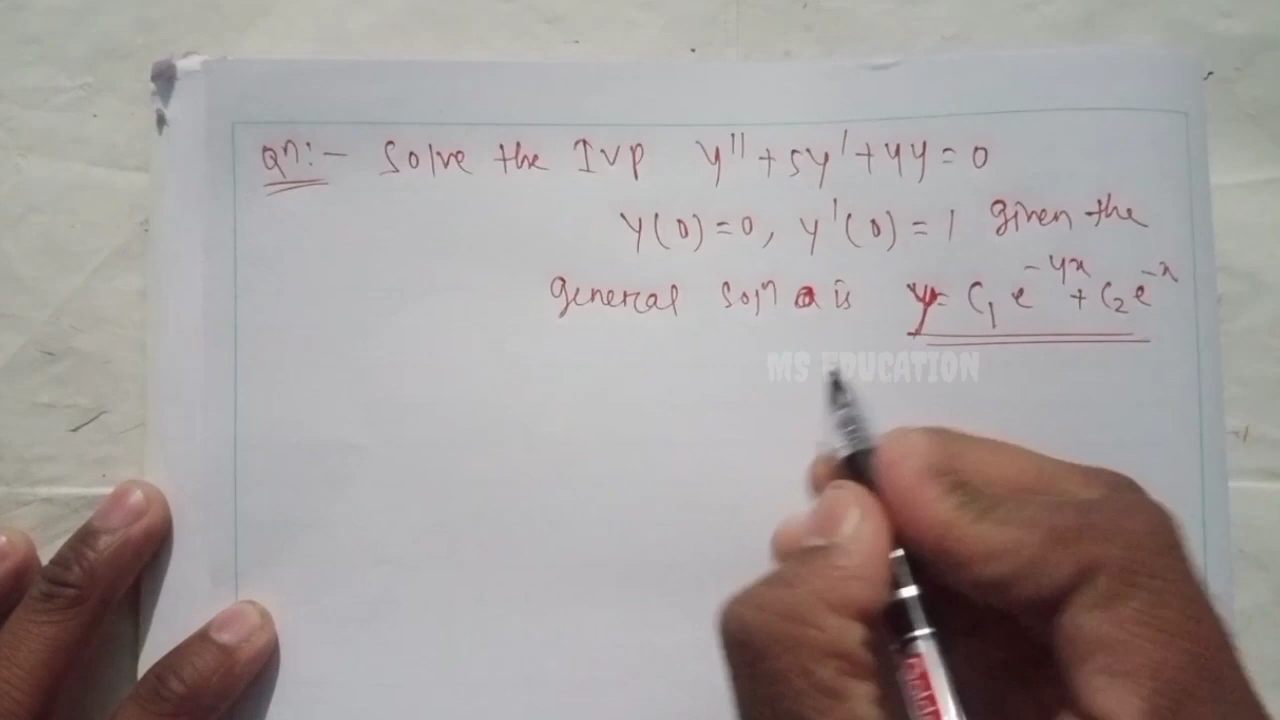 Qn:- Solve the IVP y'' + 5y' + 4y = 0
y(0) = 0, y'(0) = 1 given the
general soln is y = C₁ e^{-4x} + C₂ e^{-x}
MS EDUCATION